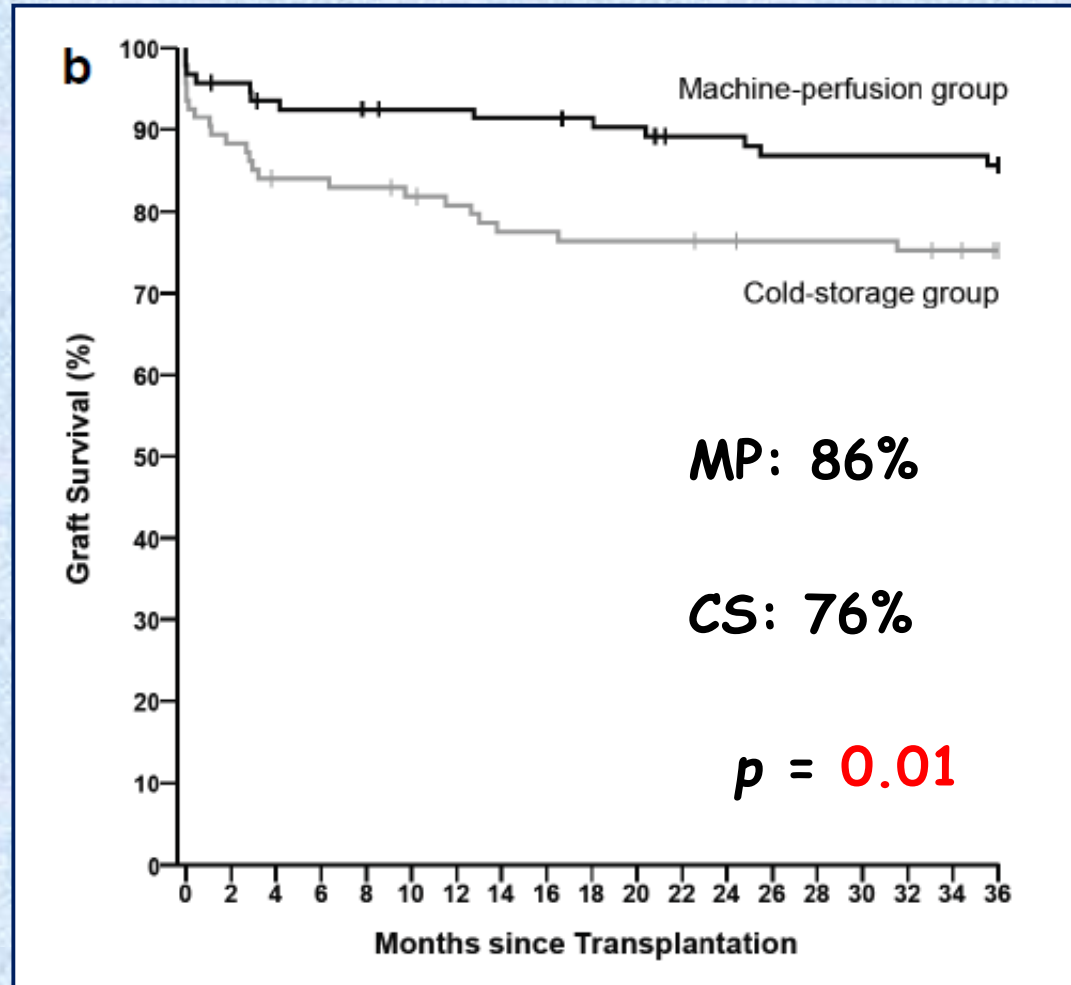 b
Machine-perfusion group
Cold-storage group
MP: 86%
CS: 76%
p = 0.01
Graft Survival (%)
100
90
80
70
60
50
40
30
20
10
0
0 2 4 6 8 10 12 14 16 18 20 22 24 26 28 30 32 34 36
Months since Transplantation